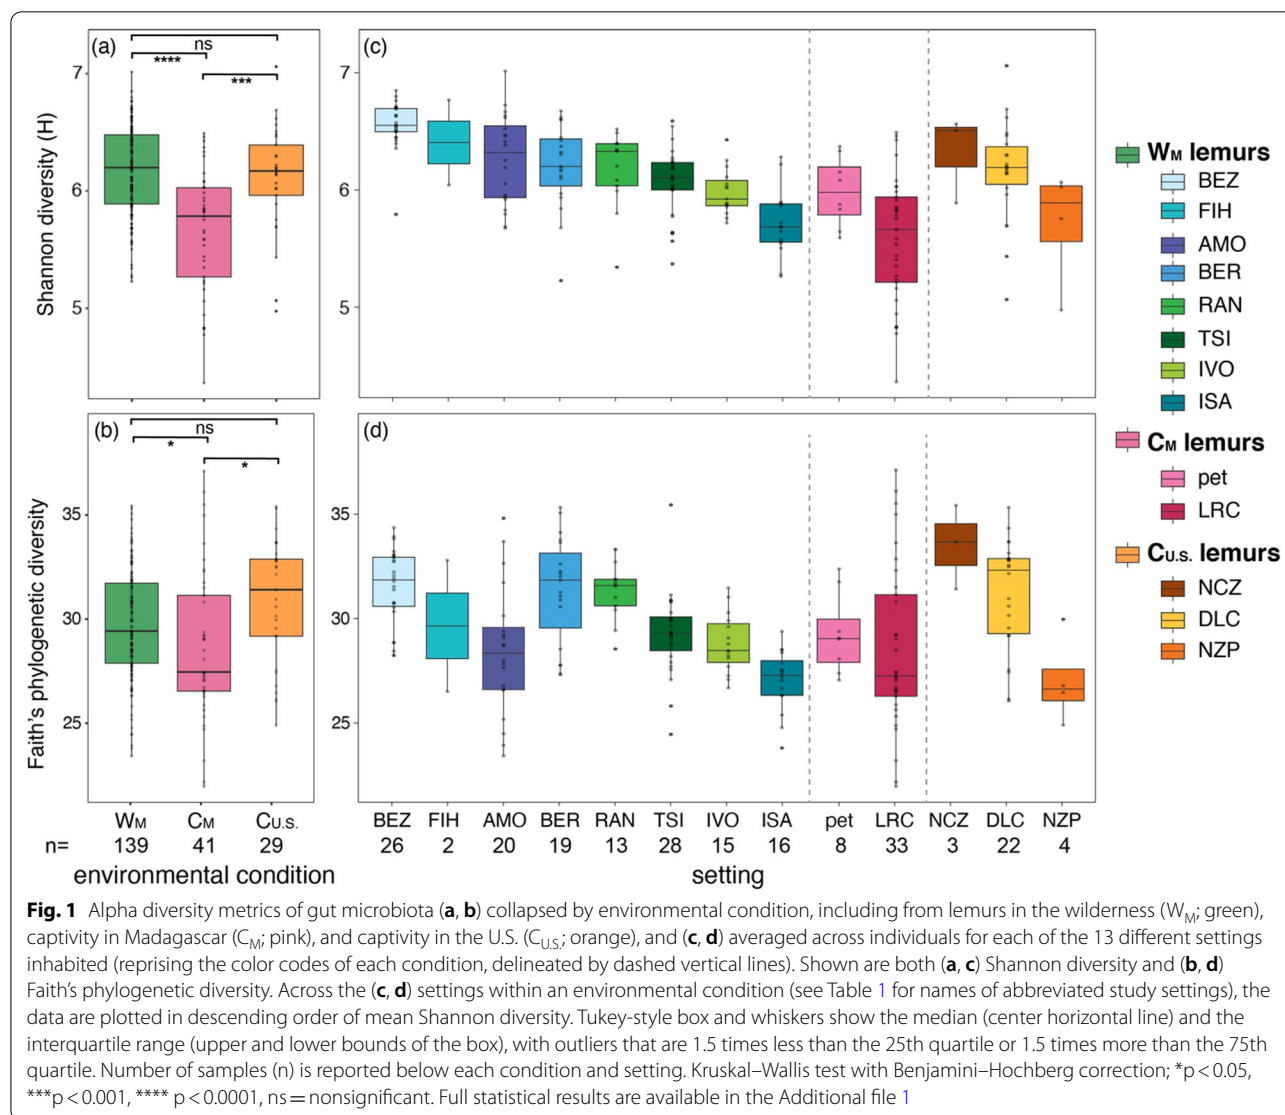 (a)
ns
****
***
7
6
5
Shannon diversity (H)
(c)
7
6
5
(b)
ns
*
*
35
30
25
Faith's phylogenetic diversity
(d)
35
30
25
WM CM CU.S.
n= 139 41 29
environmental condition
BEZ FIH AMO BER RAN TSI IVO ISA pet LRC NCZ DLC NZP
26 2 20 19 13 28 15 16 8 33 3 22 4
setting
WM lemurs
BEZ
FIH
AMO
BER
RAN
TSI
IVO
ISA
CM lemurs
pet
LRC
CU.S. lemurs
NCZ
DLC
NZP
Fig. 1 Alpha diversity metrics of gut microbiota (a, b) collapsed by environmental condition, including from lemurs in the wilderness (WM; green),
captivity in Madagascar (CM; pink), and captivity in the U.S. (CU.S.; orange), and (c, d) averaged across individuals for each of the 13 different settings
inhabited (reprising the color codes of each condition, delineated by dashed vertical lines). Shown are both (a, c) Shannon diversity and (b, d)
Faith's phylogenetic diversity. Across the (c, d) settings within an environmental condition (see Table 1 for names of abbreviated study settings), the
data are plotted in descending order of mean Shannon diversity. Tukey-style box and whiskers show the median (center horizontal line) and the
interquartile range (upper and lower bounds of the box), with outliers that are 1.5 times less than the 25th quartile or 1.5 times more than the 75th
quartile. Number of samples (n) is reported below each condition and setting. Kruskal–Wallis test with Benjamini–Hochberg correction; *p < 0.05,
***p < 0.001, **** p < 0.0001, ns = nonsignificant. Full statistical results are available in the Additional file 1